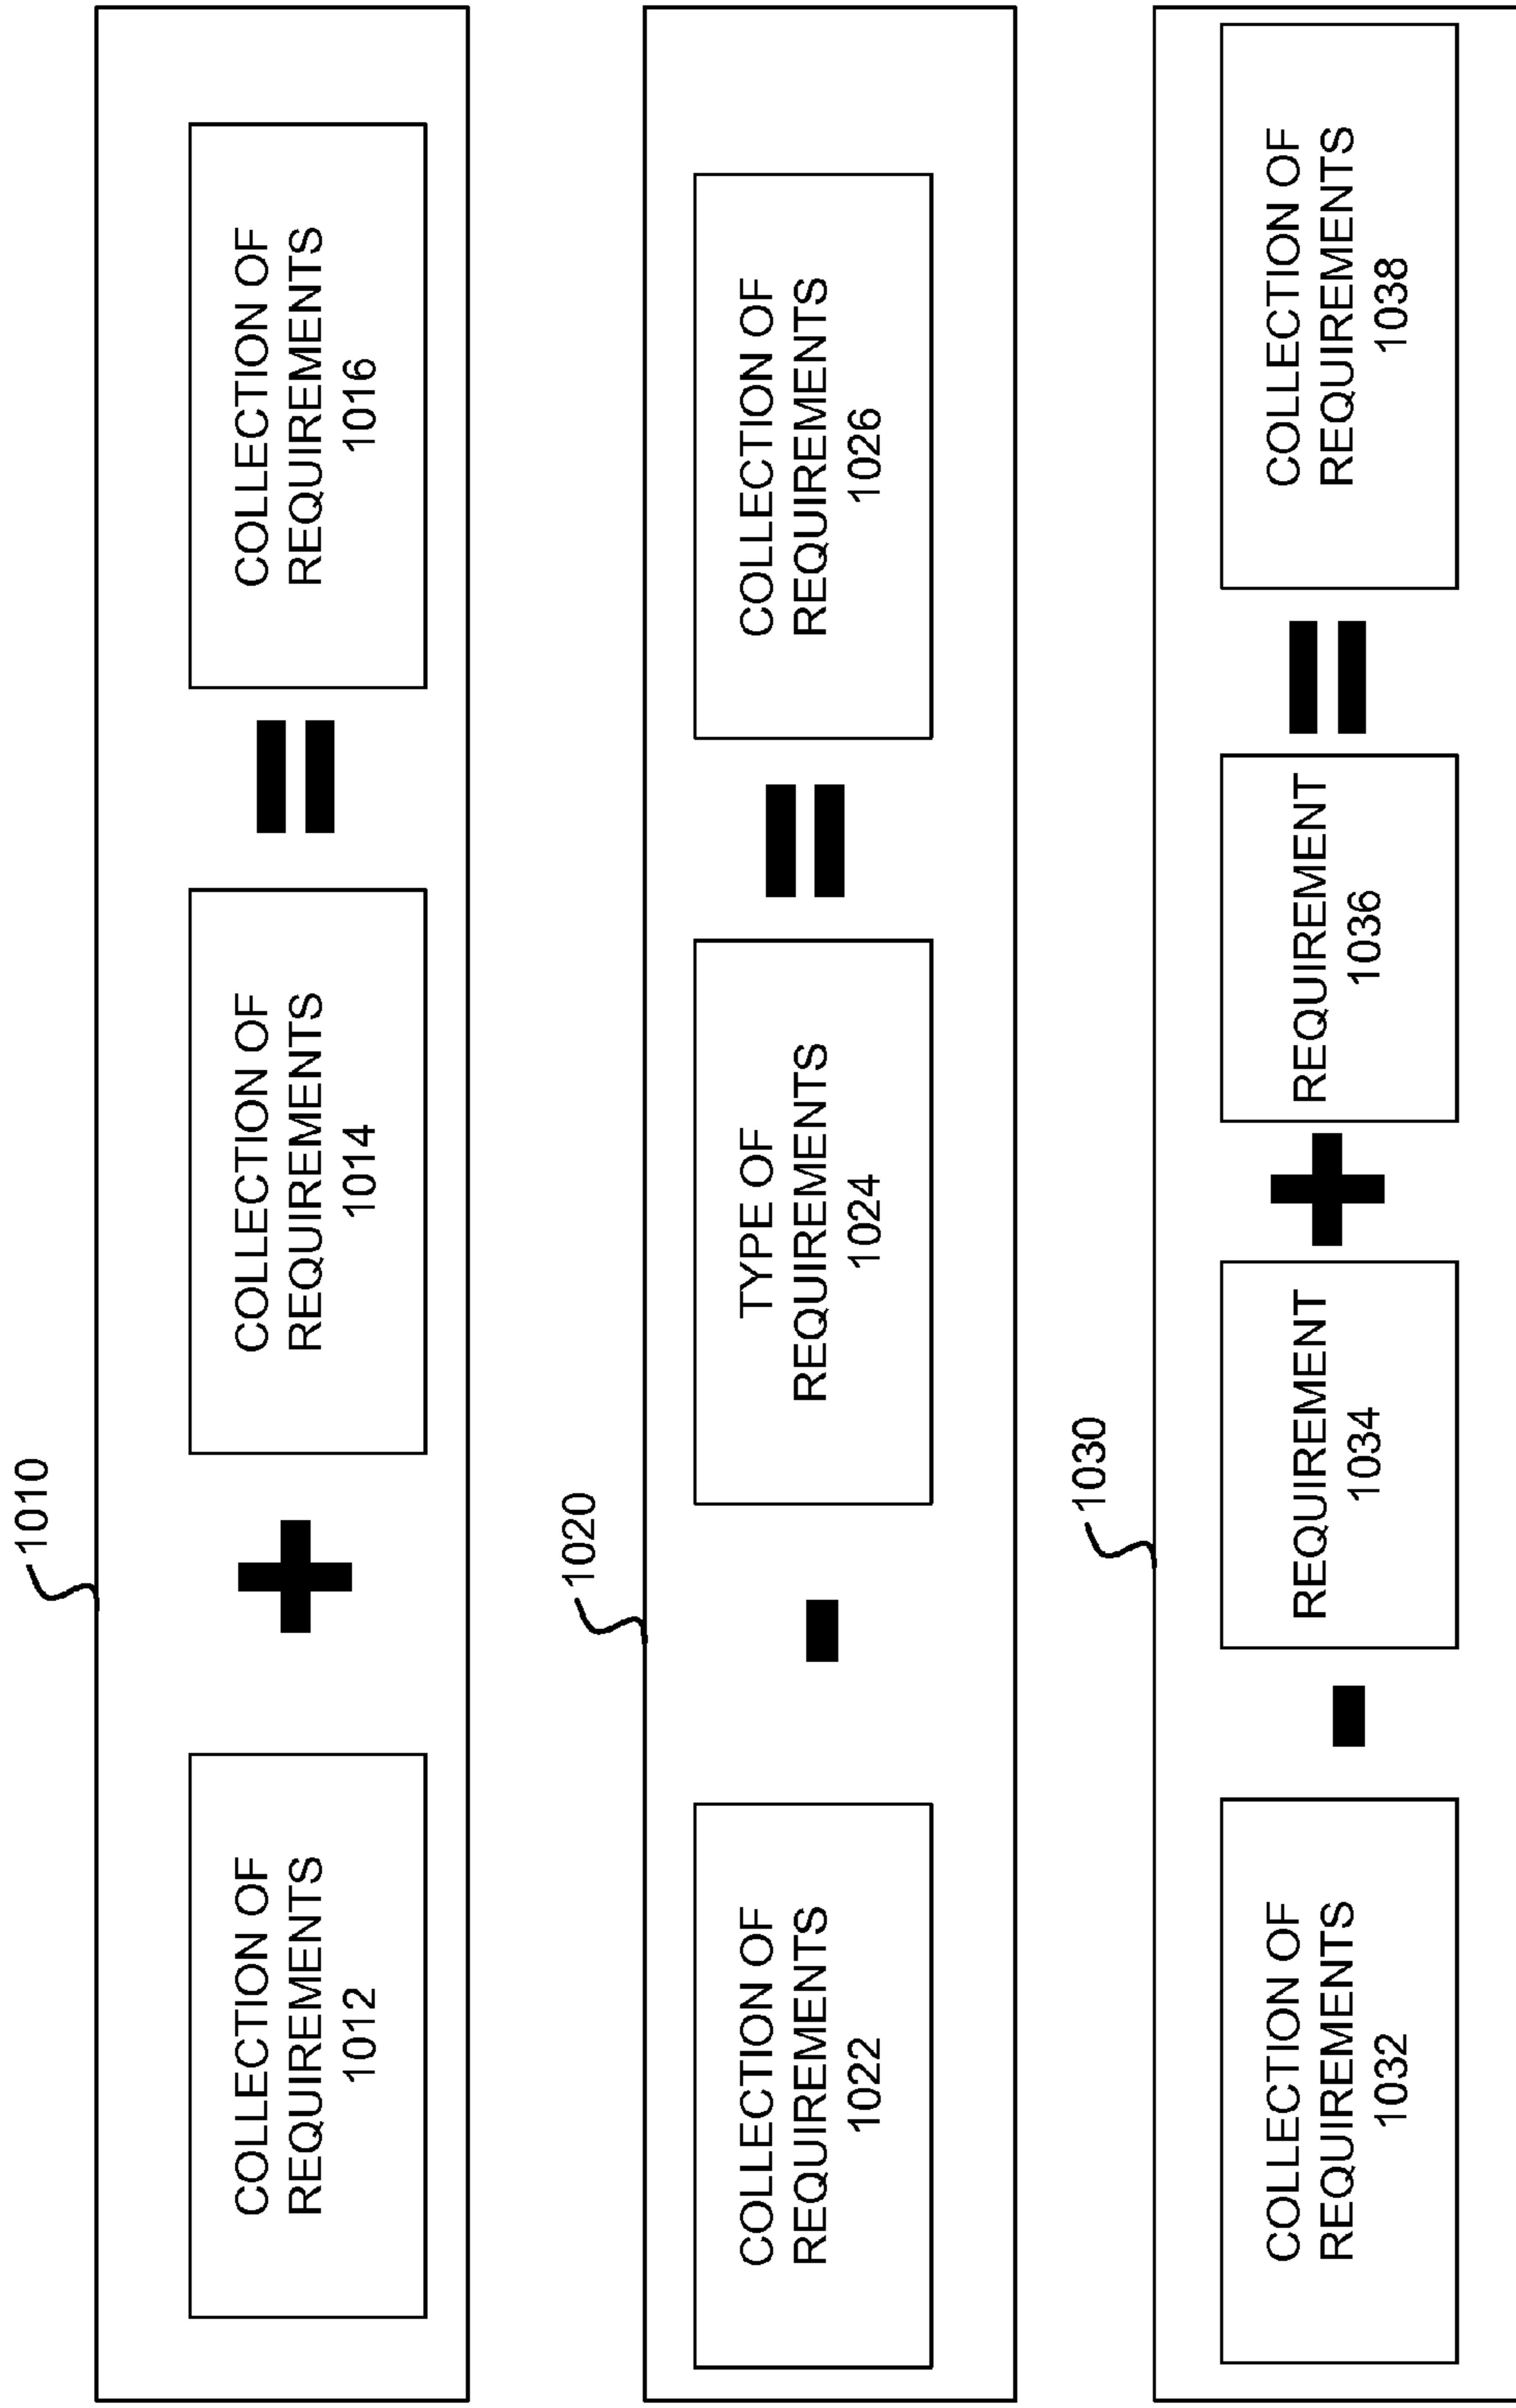 1010
COLLECTION OF
REQUIREMENTS
1012
+
COLLECTION OF
REQUIREMENTS
1014
=
COLLECTION OF
REQUIREMENTS
1016
1020
COLLECTION OF
REQUIREMENTS
1022
-
TYPE OF
REQUIREMENTS
1024
=
COLLECTION OF
REQUIREMENTS
1026
1030
COLLECTION OF
REQUIREMENTS
1032
-
REQUIREMENT
1034
+
REQUIREMENT
1036
=
COLLECTION OF
REQUIREMENTS
1038